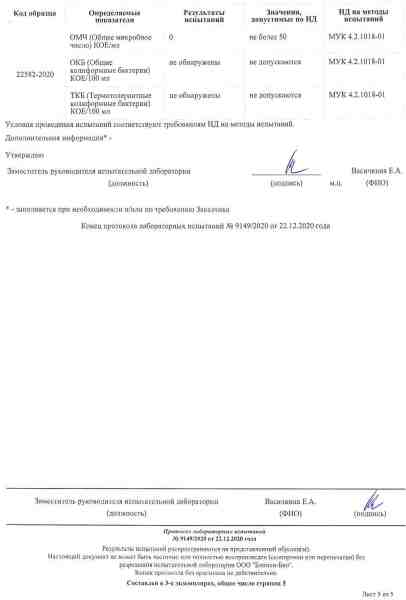 Код образца Определяемые показатели Результаты испытаний Значения, допустимые по НД НД на методы испытаний
22582-2020
ОМЧ (Общее микробное число) КОЕ/мл 0 не более 50 МУК 4.2.1018-01
ОКБ (Общие колиформные бактерии) КОЕ/100 мл не обнаружены не допускаются МУК 4.2.1018-01
ТКБ (Термотолерантные колиформные бактерии) КОЕ/100 мл не обнаружены не допускаются МУК 4.2.1018-01
Условия проведения испытаний соответствуют требованиям НД на методы испытаний.
Дополнительная информация* -
Утверждаю
Заместитель руководителя испытательной лаборатории Василикив Е.А.
(должность) (подпись) м.п. (ФИО)
* - заполняется при необходимости и/или по требованию Заказчика
Конец протокола лабораторных испытаний № 9149/2020 от 22.12.2020 года
Заместитель руководителя испытательной лаборатории Е.А.
(должность) (ФИО) (подпись)
Протокол лабораторных испытаний
№ 9149/2020 от 22.12.2020 года
Результаты испытаний распространяются на представленный образец(ы).
Настоящий документ не может быть частично или полностью воспроизведен (скопирован или перепечатан) без
разрешения испытательной лаборатории ООО
Копия протокола без оригинала не действительна
Составлен в 3-х экземплярах, общее число страниц 5
Лист 5 из 5